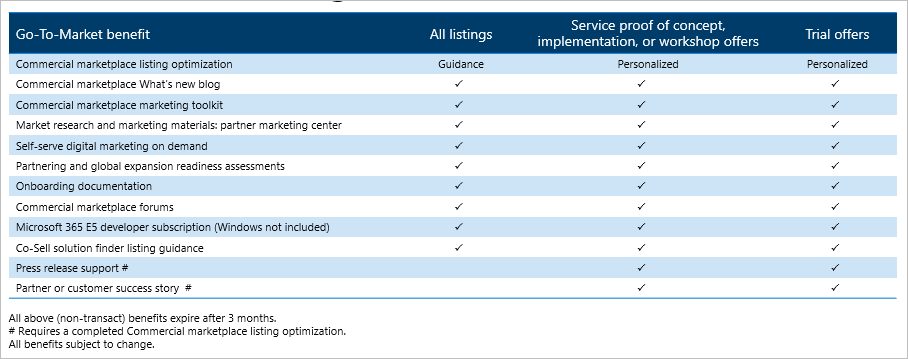 Go-To-Market benefit All listings Service proof of concept, implementation, or workshop offers Trial offers
Commercial marketplace listing optimization Guidance Personalized Personalized
Commercial marketplace What's new blog ✓ ✓ ✓
Commercial marketplace marketing toolkit ✓ ✓ ✓
Market research and marketing materials: partner marketing center ✓ ✓ ✓
Self-serve digital marketing on demand ✓ ✓ ✓
Partnering and global expansion readiness assessments ✓ ✓ ✓
Onboarding documentation ✓ ✓ ✓
Commercial marketplace forums ✓ ✓ ✓
Microsoft 365 E5 developer subscription (Windows not included) ✓ ✓ ✓
Co-Sell solution finder listing guidance ✓ ✓ ✓
Press release support # ✓ ✓
Partner or customer success story # ✓ ✓
All above (non-transact) benefits expire after 3 months.
# Requires a completed Commercial marketplace listing optimization.
All benefits subject to change.